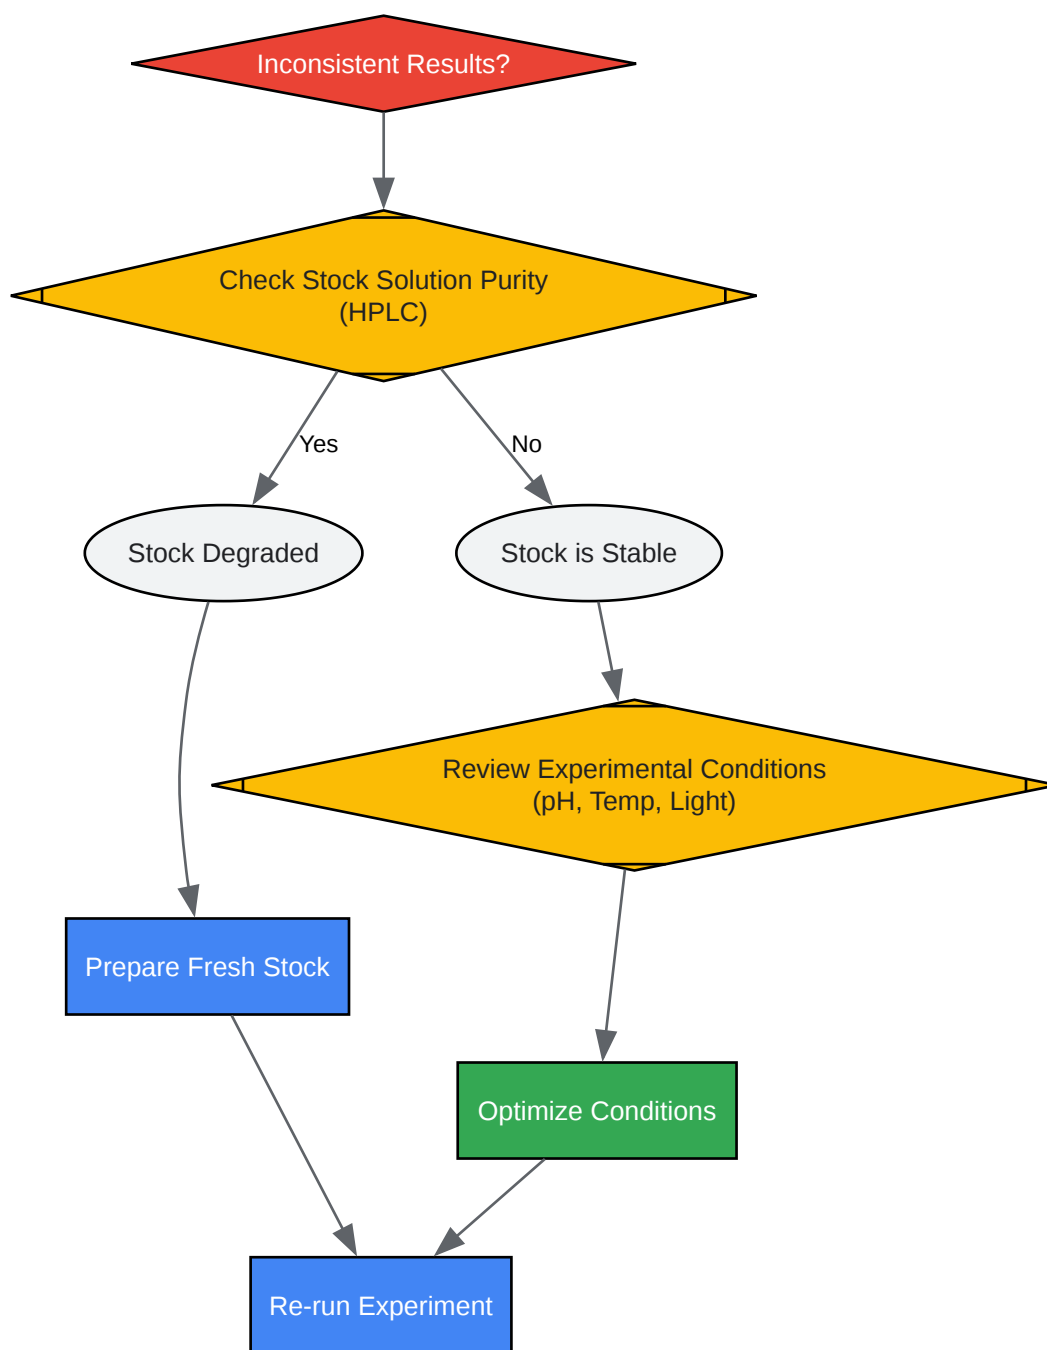 Inconsistent Results?
Check Stock Solution Purity
(HPLC)
Yes
No
Stock Degraded
Stock is Stable
Review Experimental Conditions
(pH, Temp, Light)
Prepare Fresh Stock
Optimize Conditions
Re-run Experiment